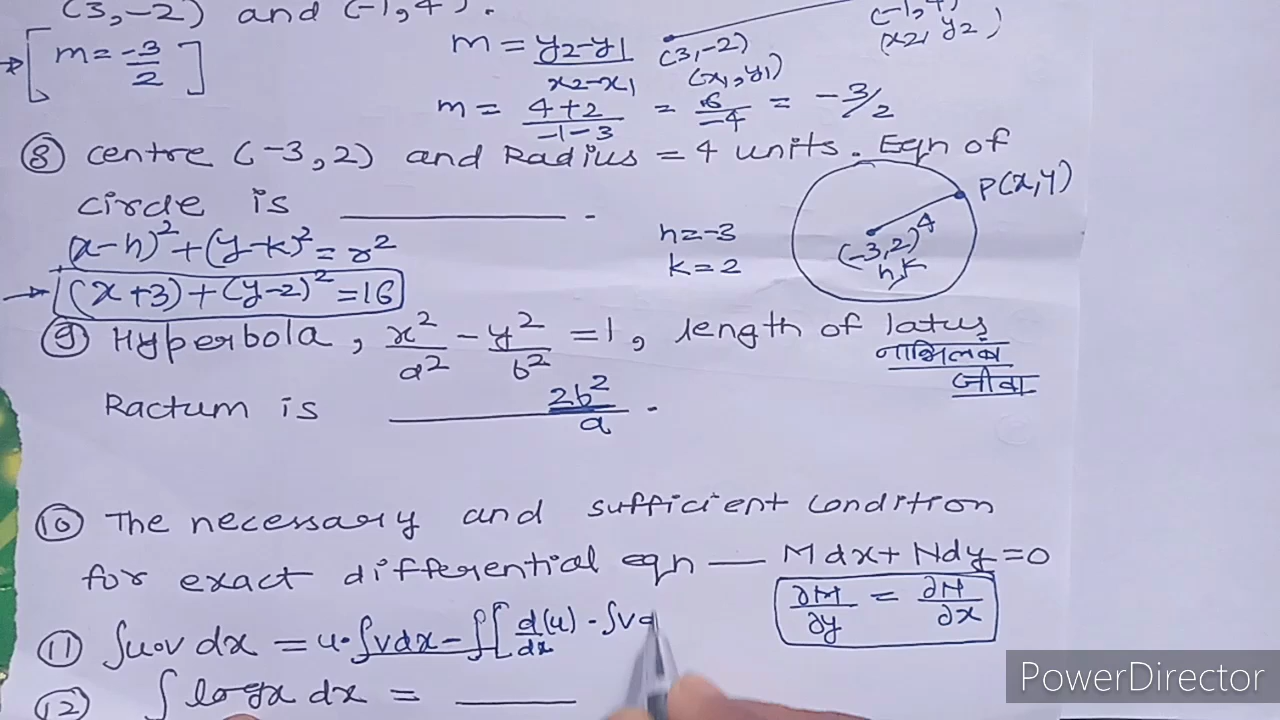 (3,-2) and (-1,4).
(-1,4)
(x2, y2)
[m = -3/2]
m = y2-y1/x2-x1
(3,-2)
(x1,y1)
m = 4+2/-1-3 = 6/-4 = -3/2
⑧ centre (-3,2) and Radius = 4 units. Eqn of
circle is ________ .
P(x,y)
(x-h)²+(y-k)²=r²
h=-3
k=2
4
(-3,2)
h,k
→ (x+3)+(y-2)²=16
⑨ Hyperbola, x²/a² - y²/b² = 1, length of latus
नाभिलंब
जीवा
Ractum is 2b²/a .
⑩ The necessary and sufficient condition
for exact differential eqn — Mdx+Ndy=0
∂M/∂y = ∂N/∂x
⑪ ∫u.v dx = u.∫vdx-∫[d(u)/dx - ∫vd
⑫ ∫logx dx = ____
PowerDirector